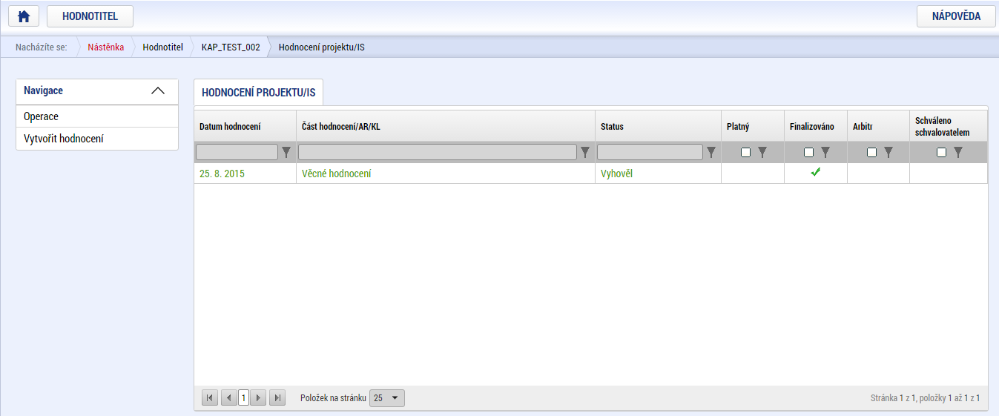 HODNOTITEL
NÁPOVĚDA
Nacházíte se: Nástěnka Hodnotitel KAP_TEST_002 Hodnocení projektu/IS
Navigace
Operace
Vytvořit hodnocení
HODNOCENÍ PROJEKTU/IS
Datum hodnocení Část hodnocení/AR/KL Status Platný Finalizováno Arbitr Schváleno schvalovatelem
25. 8. 2015 Věcné hodnocení Vyhověl
1 Položek na stránku 25 Stránka 1 z 1, položky 1 až 1 z 1